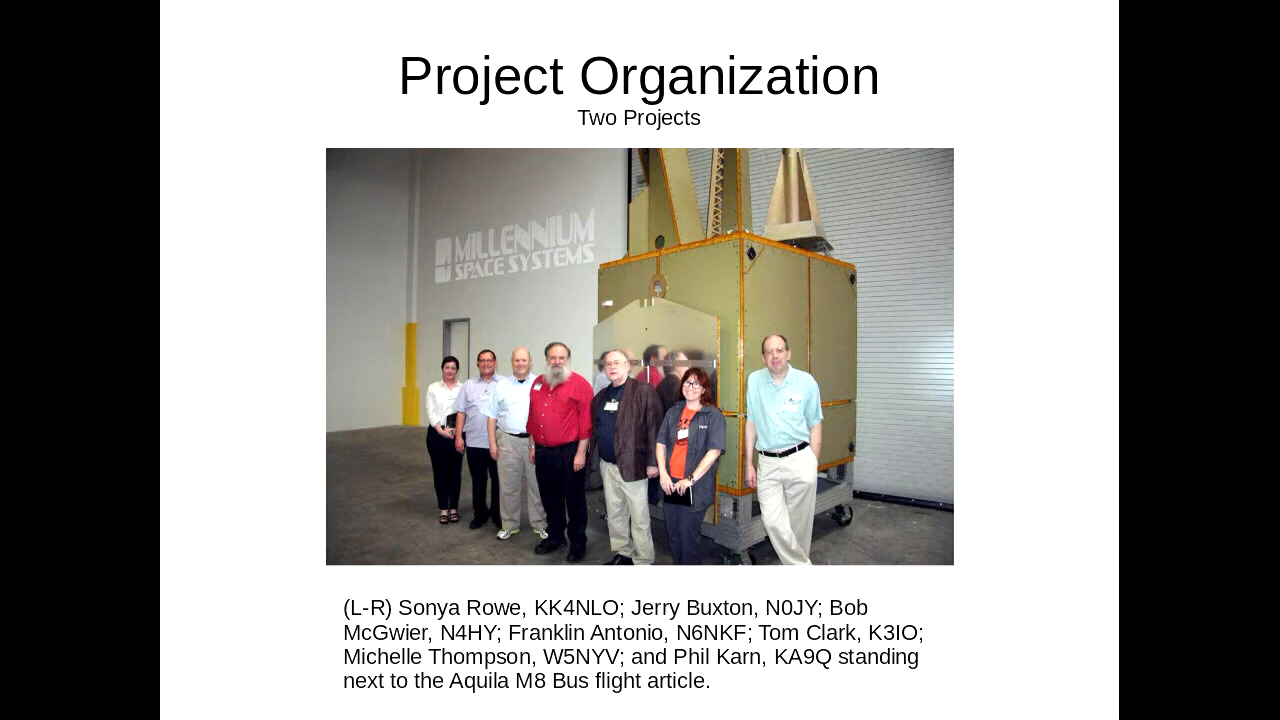 Project Organization
Two Projects
MILLENNIUM
SPACE SYSTEMS
(L-R) Sonya Rowe, KK4NLO; Jerry Buxton, N0JY; Bob
McGwier, N4HY; Franklin Antonio, N6NKF; Tom Clark, K3IO;
Michelle Thompson, W5NYV; and Phil Karn, KA9Q standing
next to the Aquila M8 Bus flight article.